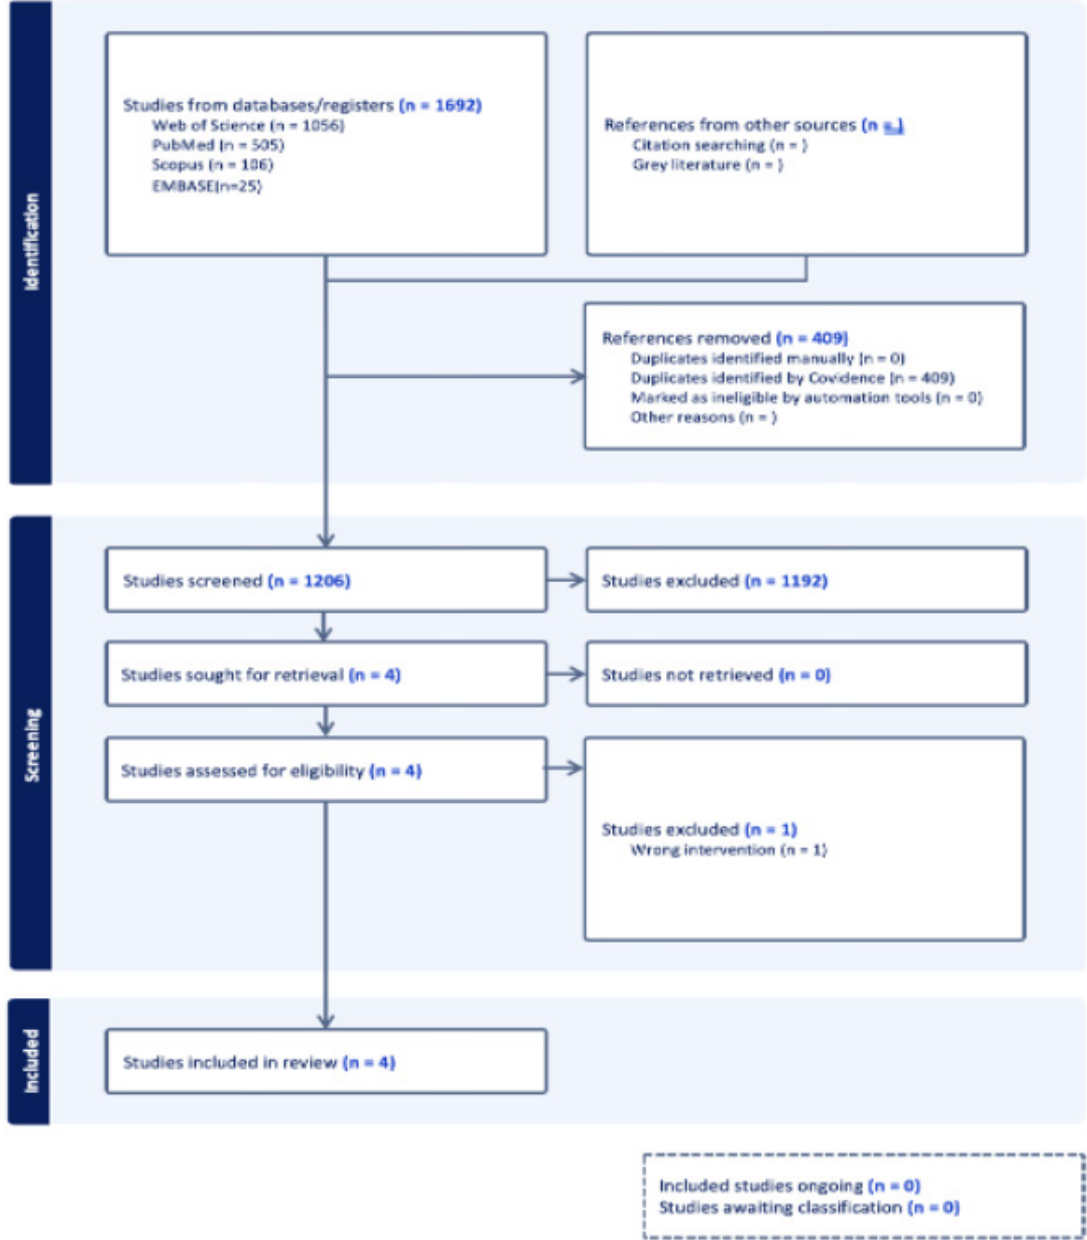 Identification
Studies from databases/registers (n = 1692)
Web of Science (n = 1056)
PubMed (n = 505)
Scopus (n = 106)
EMBASE(n=25)
References from other sources (n = )
Citation searching (n = )
Grey literature (n = )
References removed (n = 409)
Duplicates identified manually (n = 0)
Duplicates identified by Covidence (n = 409)
Marked as ineligible by automation tools (n = 0)
Other reasons (n = )
Screening
Studies screened (n = 1206)
Studies excluded (n = 1192)
Studies sought for retrieval (n = 4)
Studies not retrieved (n = 0)
Studies assessed for eligibility (n = 4)
Studies excluded (n = 1)
Wrong intervention (n = 1)
Included
Studies included in review (n = 4)
Included studies ongoing (n = 0)
Studies awaiting classification (n = 0)